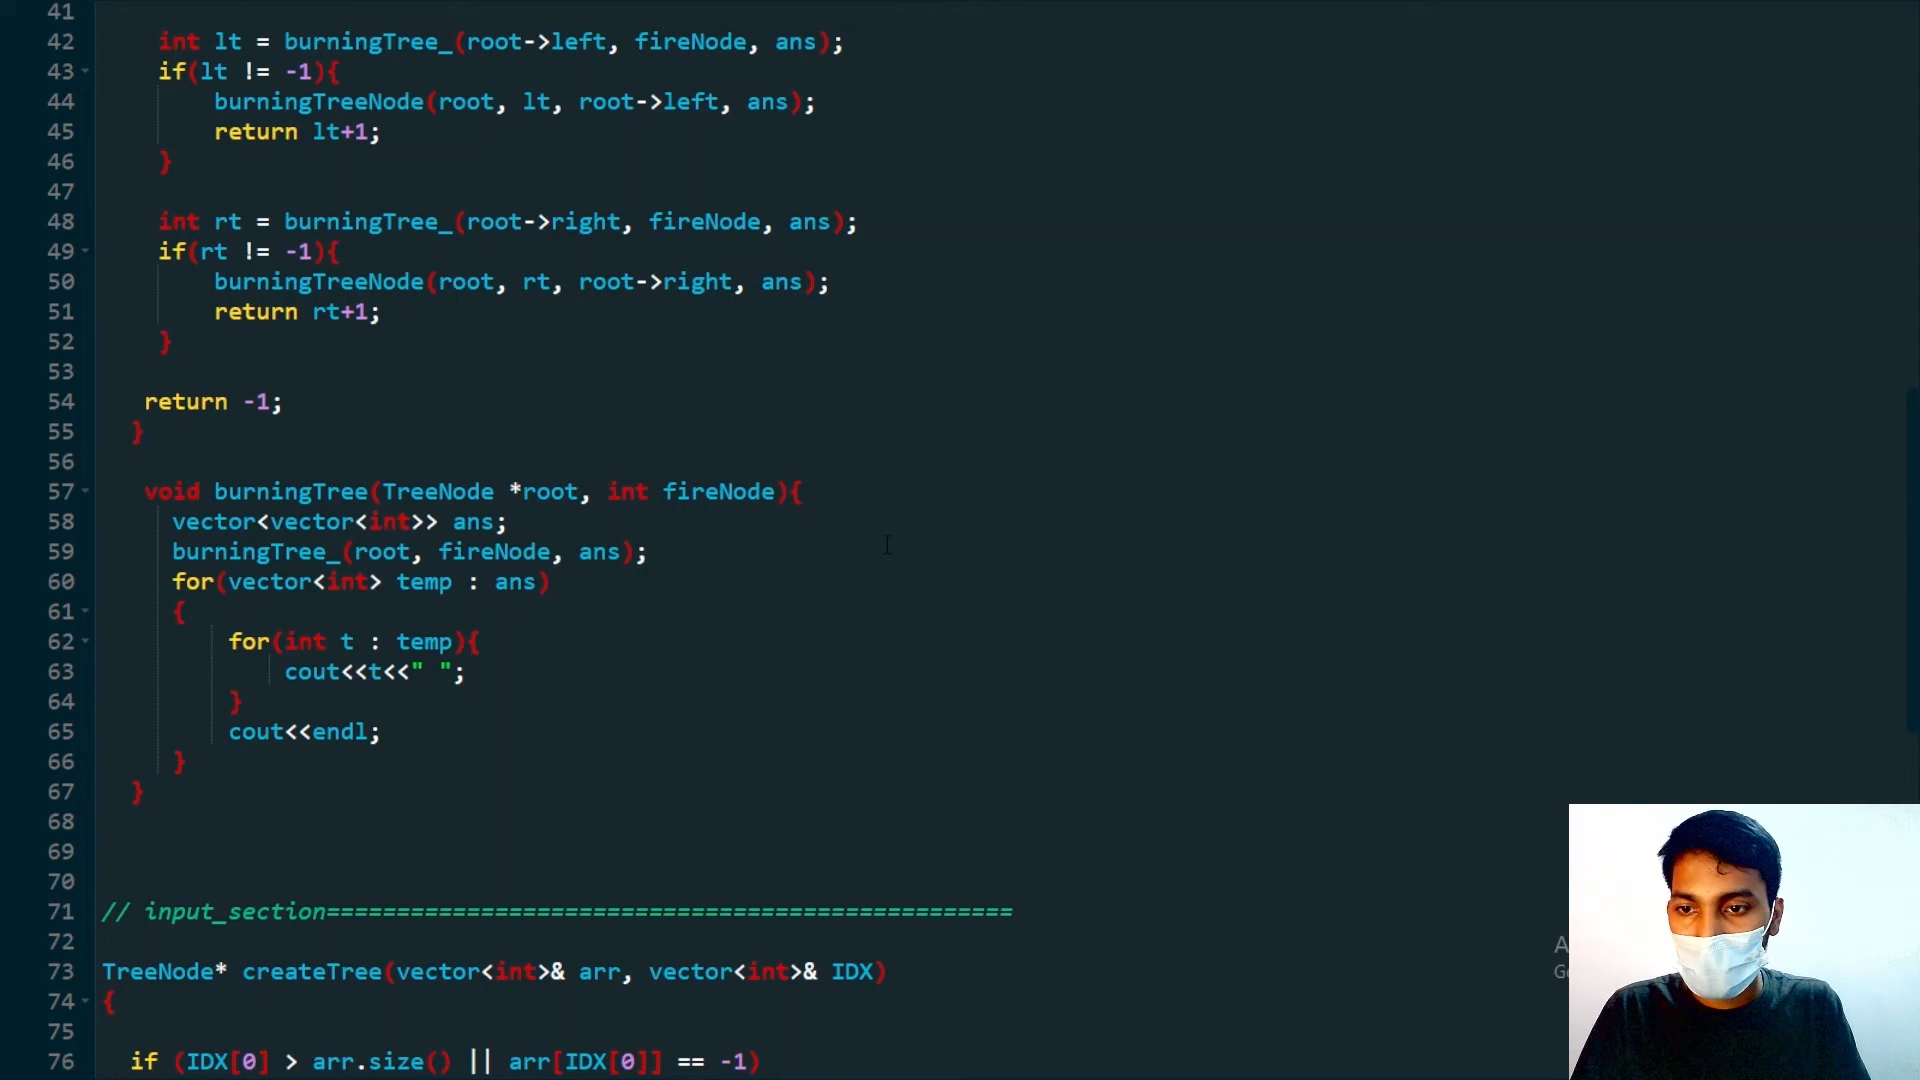 41
42 int lt = burningTree_(root->left, fireNode, ans);
43 if(lt != -1){
44 burningTreeNode(root, lt, root->left, ans);
45 return lt+1;
46 }
47
48 int rt = burningTree_(root->right, fireNode, ans);
49 if(rt != -1){
50 burningTreeNode(root, rt, root->right, ans);
51 return rt+1;
52 }
53
54 return -1;
55 }
56
57 void burningTree(TreeNode *root, int fireNode){
58 vector<vector<int>> ans;
59 burningTree_(root, fireNode, ans);
60 for(vector<int> temp : ans)
61 {
62 for(int t : temp){
63 cout<<t<<" ";
64 }
65 cout<<endl;
66 }
67 }
68
69
70
71 // input_section=================================================
72
73 TreeNode* createTree(vector<int>& arr, vector<int>& IDX)
74 {
75
76 if (IDX[0] > arr.size() || arr[IDX[0]] == -1)